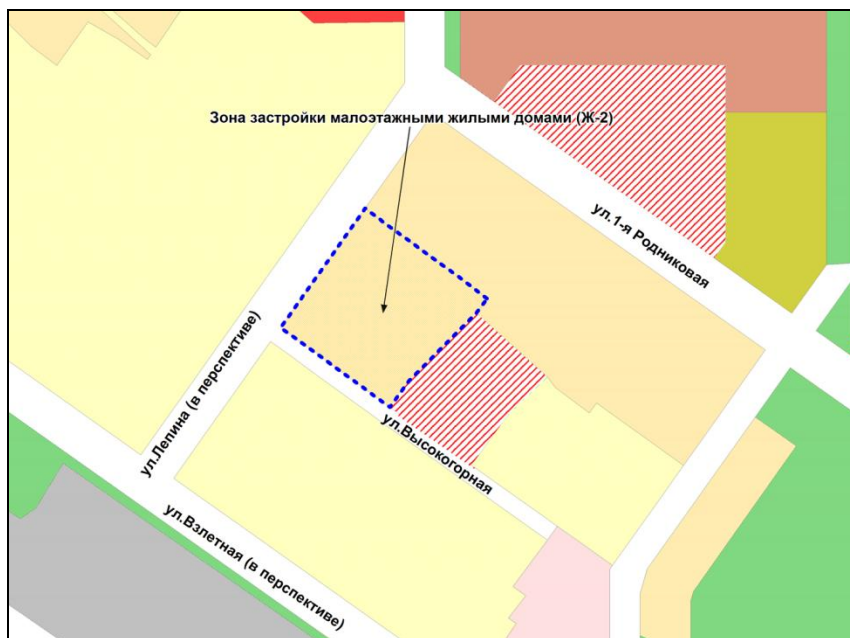 Зона застройки малоэтажными жилыми домами (Ж-2)
ул.1-я Родниковая
ул.Лепина (в перспективе)
ул.Высокогорная
ул.Взлетная (в перспективе)